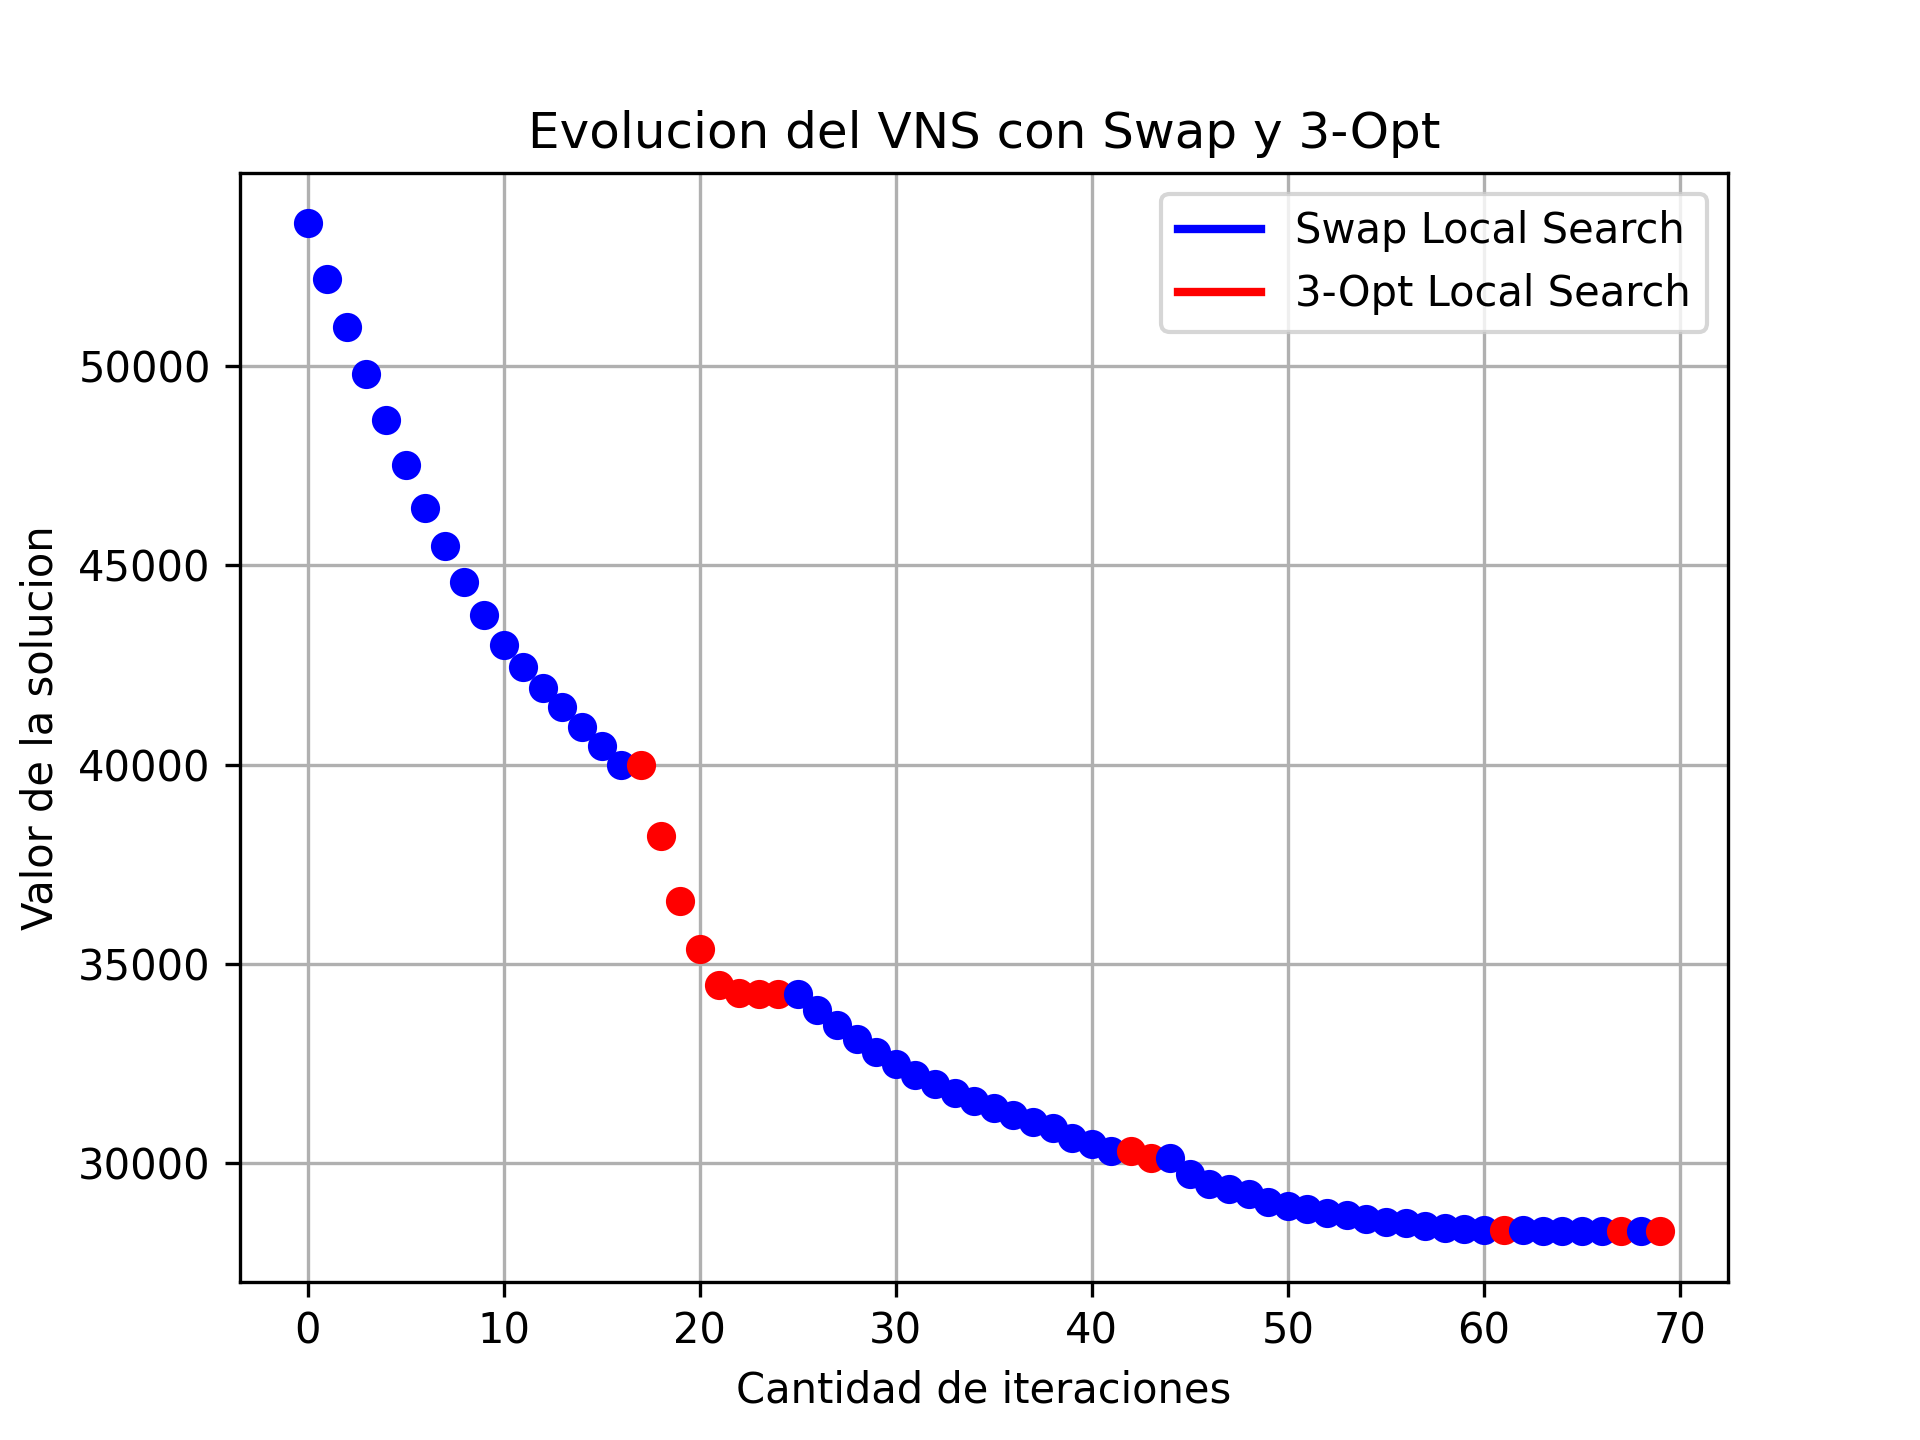 Evolucion del VNS con Swap y 3-Opt
Swap Local Search
3-Opt Local Search
Valor de la solucion
50000
45000
40000
35000
30000
0 10 20 30 40 50 60 70
Cantidad de iteraciones